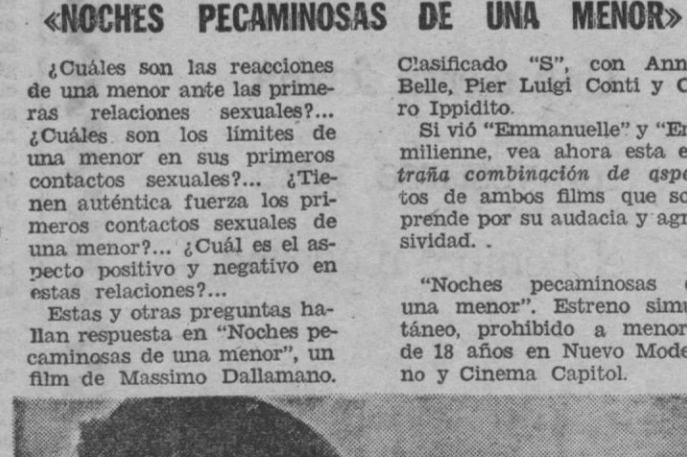 «NOCHES PECAMINOSAS DE UNA MENOR»
¿Cuáles son las reacciones
de una menor ante las prime-
ras relaciones sexuales?...
¿Cuáles son los límites de
una menor en sus primeros
contactos sexuales?... ¿Tie-
nen auténtica fuerza los pri-
meros contactos sexuales de
una menor?... ¿Cuál es el as-
pecto positivo y negativo en
estas relaciones?...
Estas y otras preguntas ha-
llan respuesta en "Noches pe-
caminosas de una menor", un
film de Massimo Dallamano.
Clasificado "S", con Ann
Belle, Pier Luigi Conti y C
ro Ippidito.
Si vió "Emmanuelle" y "Em
milienne, vea ahora esta e
traña combinación de aspe
tos de ambos films que so
prende por su audacia y agr
sividad. .
"Noches pecaminosas
una menor". Estreno simu
táneo, prohibido a menor
de 18 años en Nuevo Mode
no y Cinema Capitol.